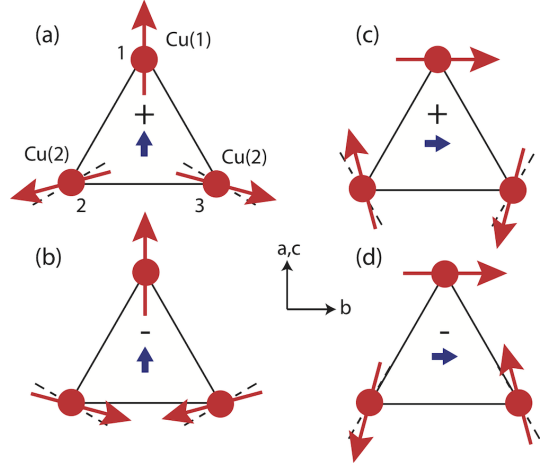 (a)
Cu(1)
1
+
Cu(2)
Cu(2)
2
3
(b)
-
a,c
b
(c)
+
(d)
-